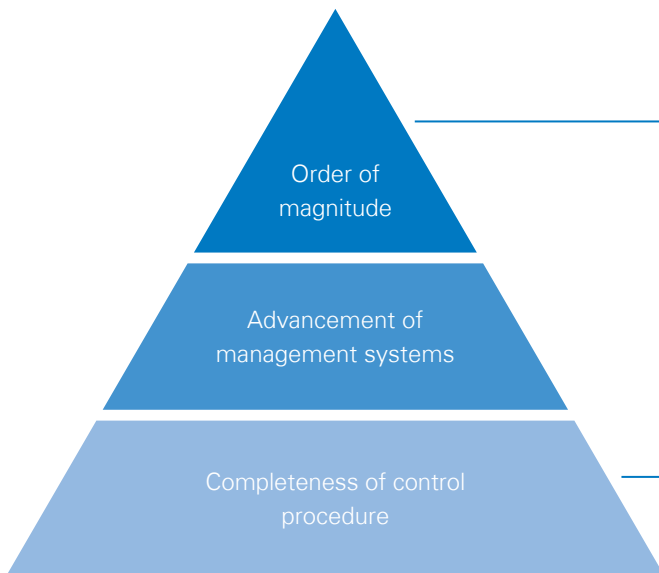 Order of
magnitude
Advancement of
management systems
Completeness of control
procedure